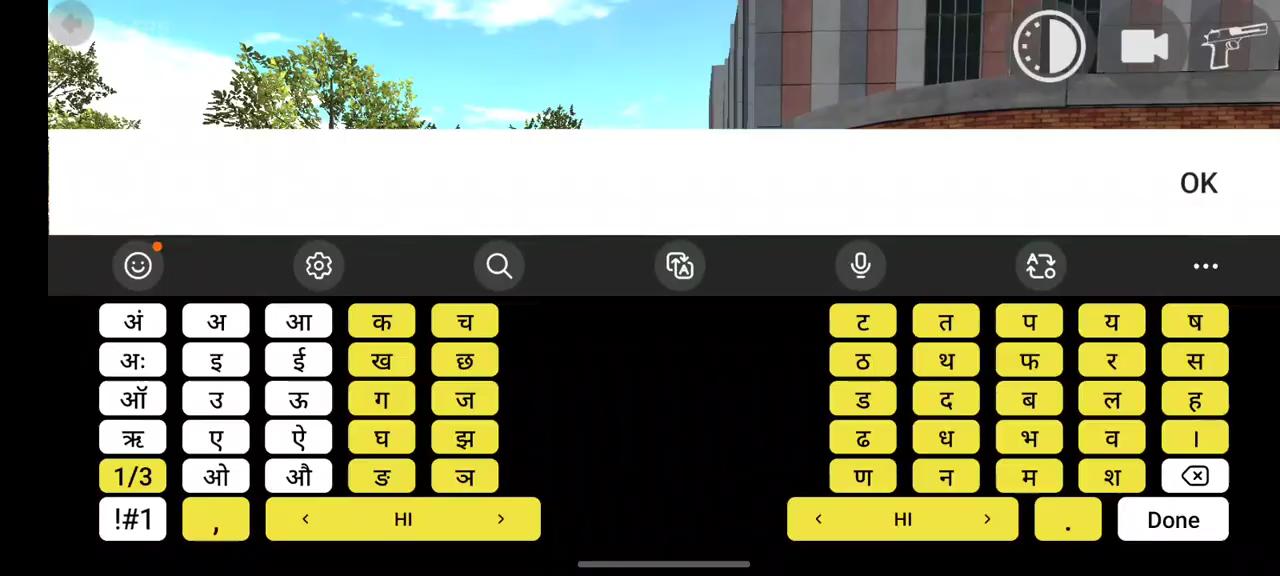 OK
अं अ आ क च ट त प य ष
अः इ ई ख छ ठ थ फ र स
ऑ उ ऊ ग ज ड द ब ल ह
ऋ ए ऐ घ झ ढ ध भ व ।
1/3 ओ औ ङ ञ ण न म श
!#1 , < HI > < HI > . Done